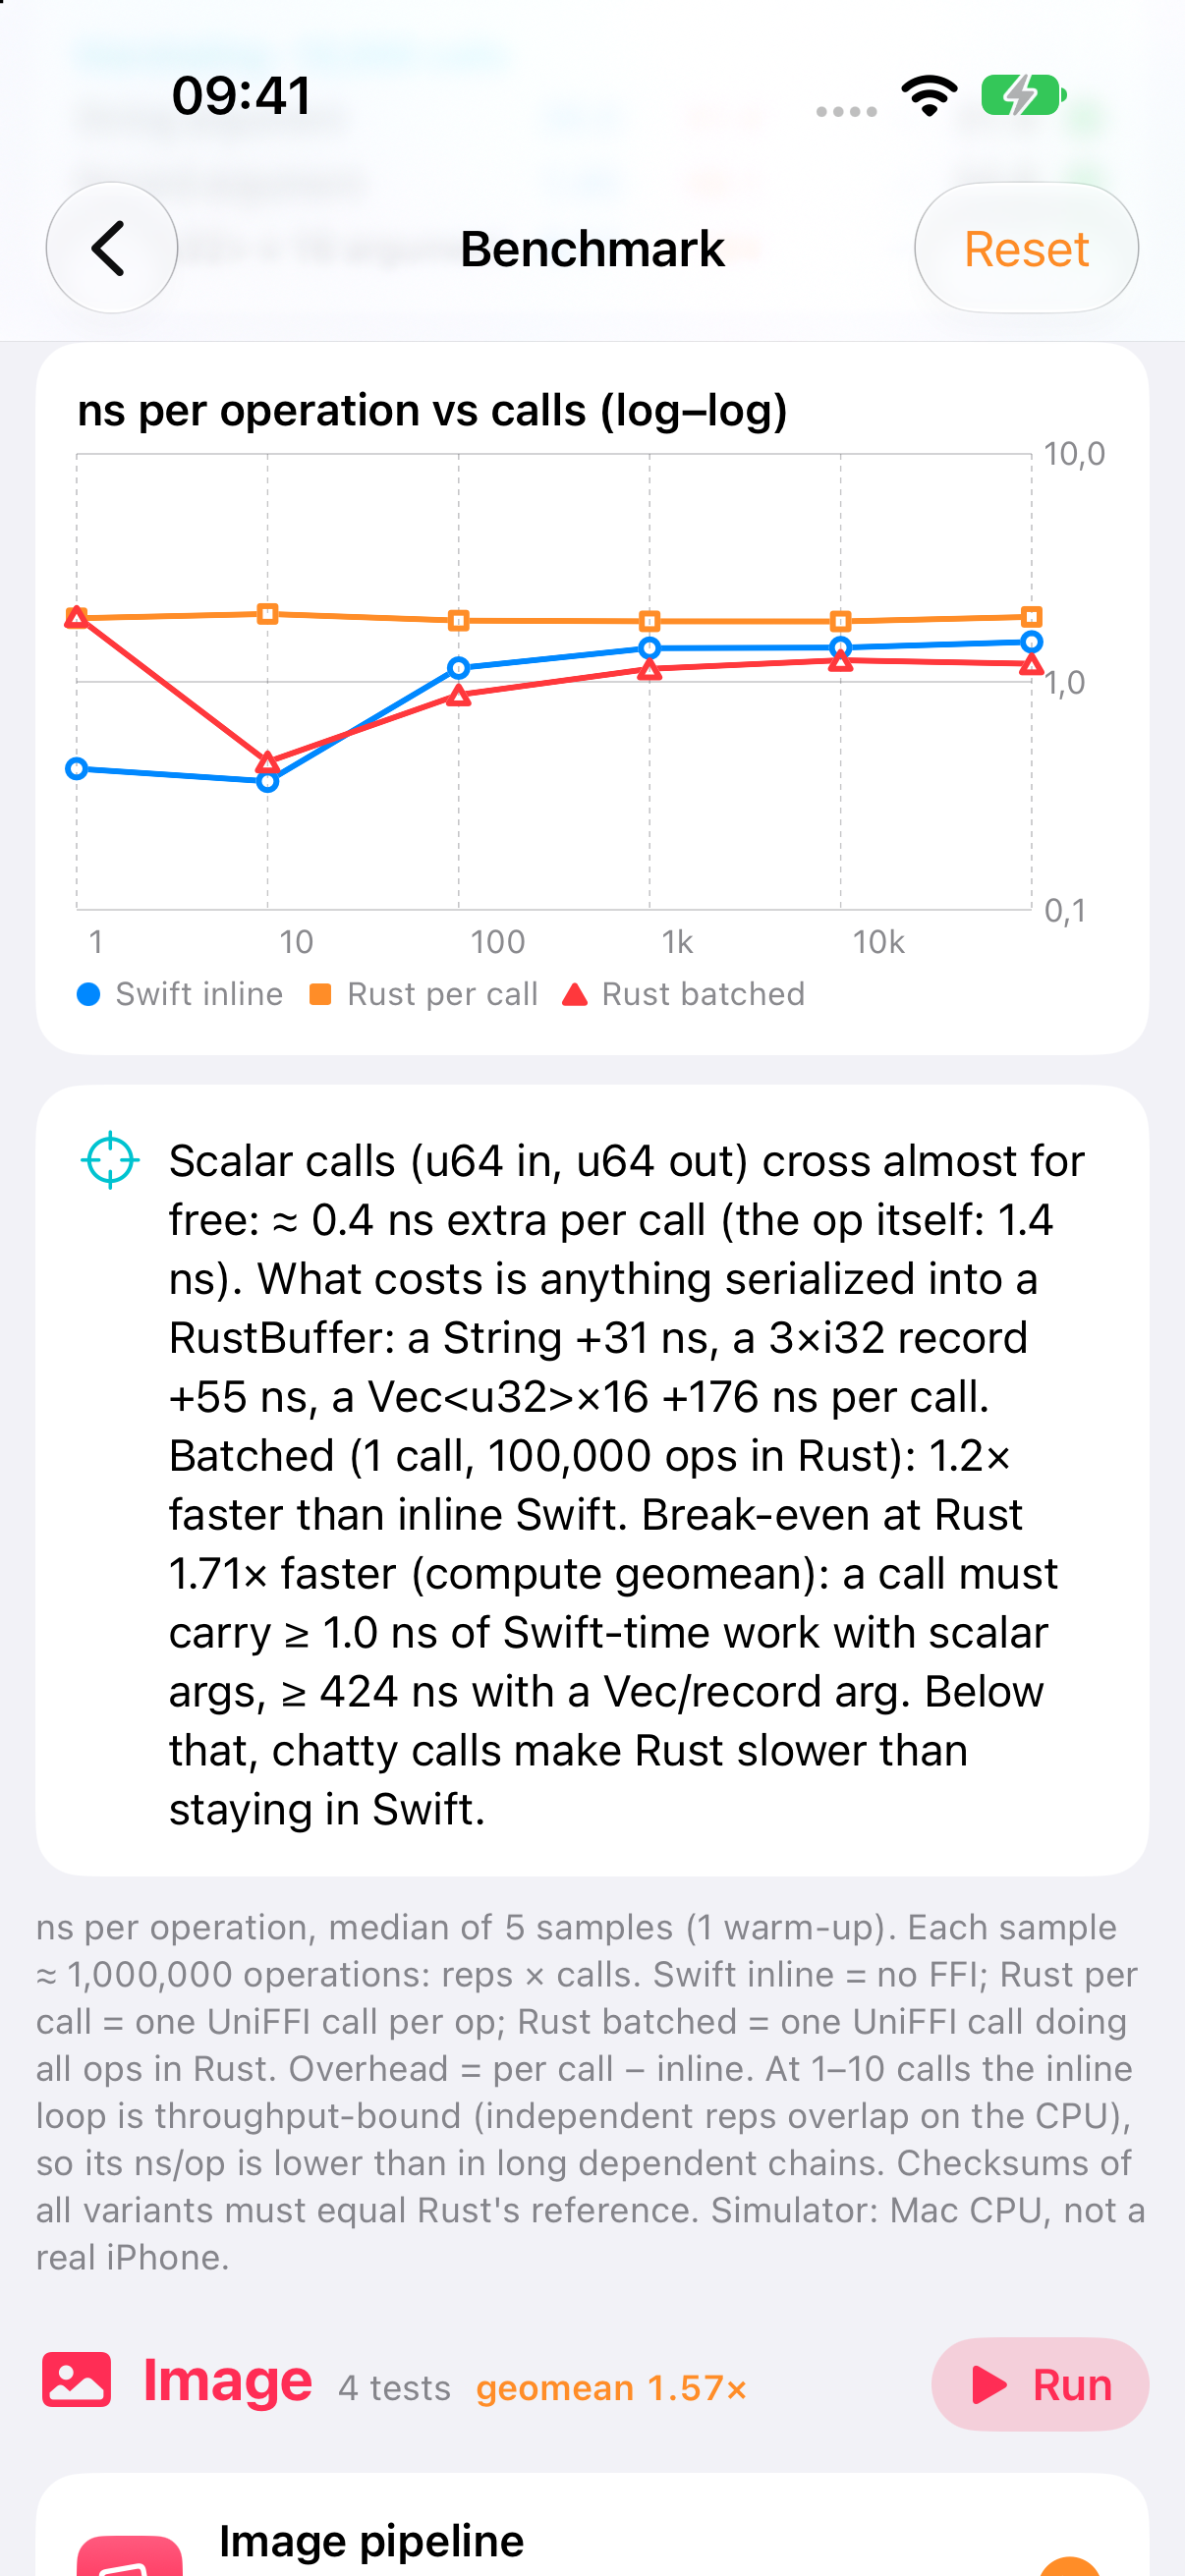 09:41
Benchmark
Reset
ns per operation vs calls (log–log)
10,0
1,0
0,1
1 10 100 1k 10k
Swift inline Rust per call Rust batched
Scalar calls (u64 in, u64 out) cross almost for
free: ≈ 0.4 ns extra per call (the op itself: 1.4
ns). What costs is anything serialized into a
RustBuffer: a String +31 ns, a 3×i32 record
+55 ns, a Vec<u32>×16 +176 ns per call.
Batched (1 call, 100,000 ops in Rust): 1.2×
faster than inline Swift. Break-even at Rust
1.71× faster (compute geomean): a call must
carry ≥ 1.0 ns of Swift-time work with scalar
args, ≥ 424 ns with a Vec/record arg. Below
that, chatty calls make Rust slower than
staying in Swift.
ns per operation, median of 5 samples (1 warm-up). Each sample
≈ 1,000,000 operations: reps × calls. Swift inline = no FFI; Rust per
call = one UniFFI call per op; Rust batched = one UniFFI call doing
all ops in Rust. Overhead = per call – inline. At 1–10 calls the inline
loop is throughput-bound (independent reps overlap on the CPU),
so its ns/op is lower than in long dependent chains. Checksums of
all variants must equal Rust's reference. Simulator: Mac CPU, not a
real iPhone.
Image 4 tests geomean 1.57×
Run
Image pipeline